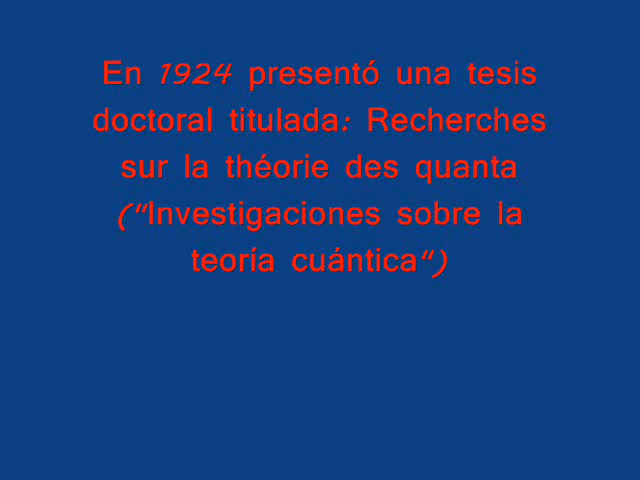 En 1924 presentó una tesis
doctoral titulada: Recherches
sur la théorie des quanta
("Investigaciones sobre la
teoría cuántica")